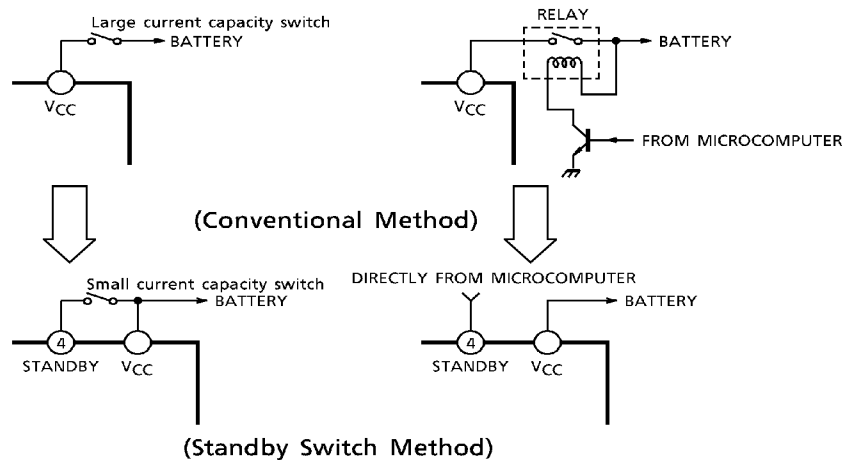 Large current capacity switch
BATTERY
VCC
RELAY
BATTERY
VCC
FROM MICROCOMPUTER
(Conventional Method)
Small current capacity switch
BATTERY
4
STANDBY
VCC
DIRECTLY FROM MICROCOMPUTER
BATTERY
4
STANDBY
VCC
(Standby Switch Method)